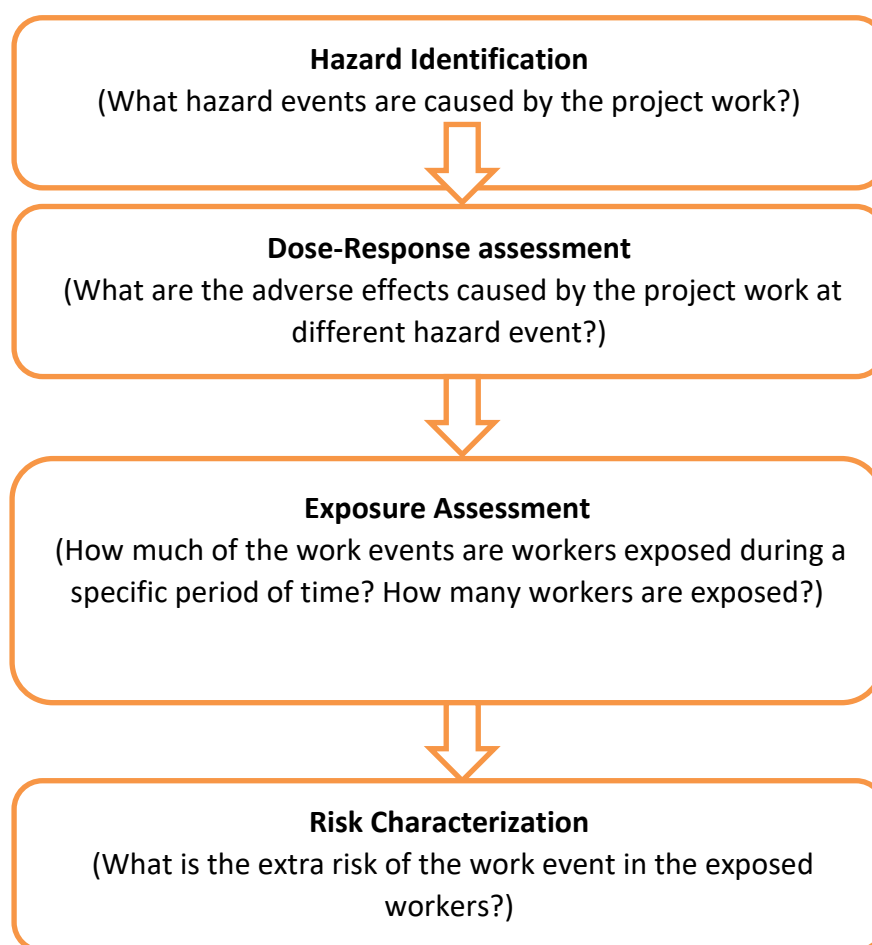 Hazard Identification
(What hazard events are caused by the project work?)
Dose-Response assessment
(What are the adverse effects caused by the project work at
different hazard event?)
Exposure Assessment
(How much of the work events are workers exposed during a
specific period of time? How many workers are exposed?)
Risk Characterization
(What is the extra risk of the work event in the exposed
workers?)